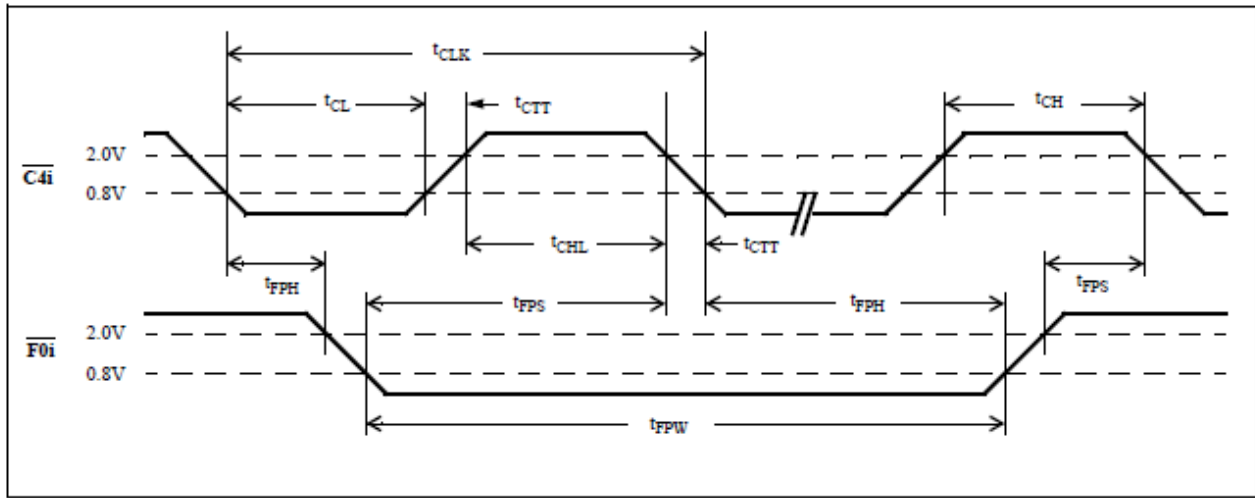 tCLK
tCL tCTT tCH
2.0V
C4i
0.8V
tCHL tCTT
tFPH tFPS
tFPS tFPH
2.0V
F0i
0.8V
tFPW